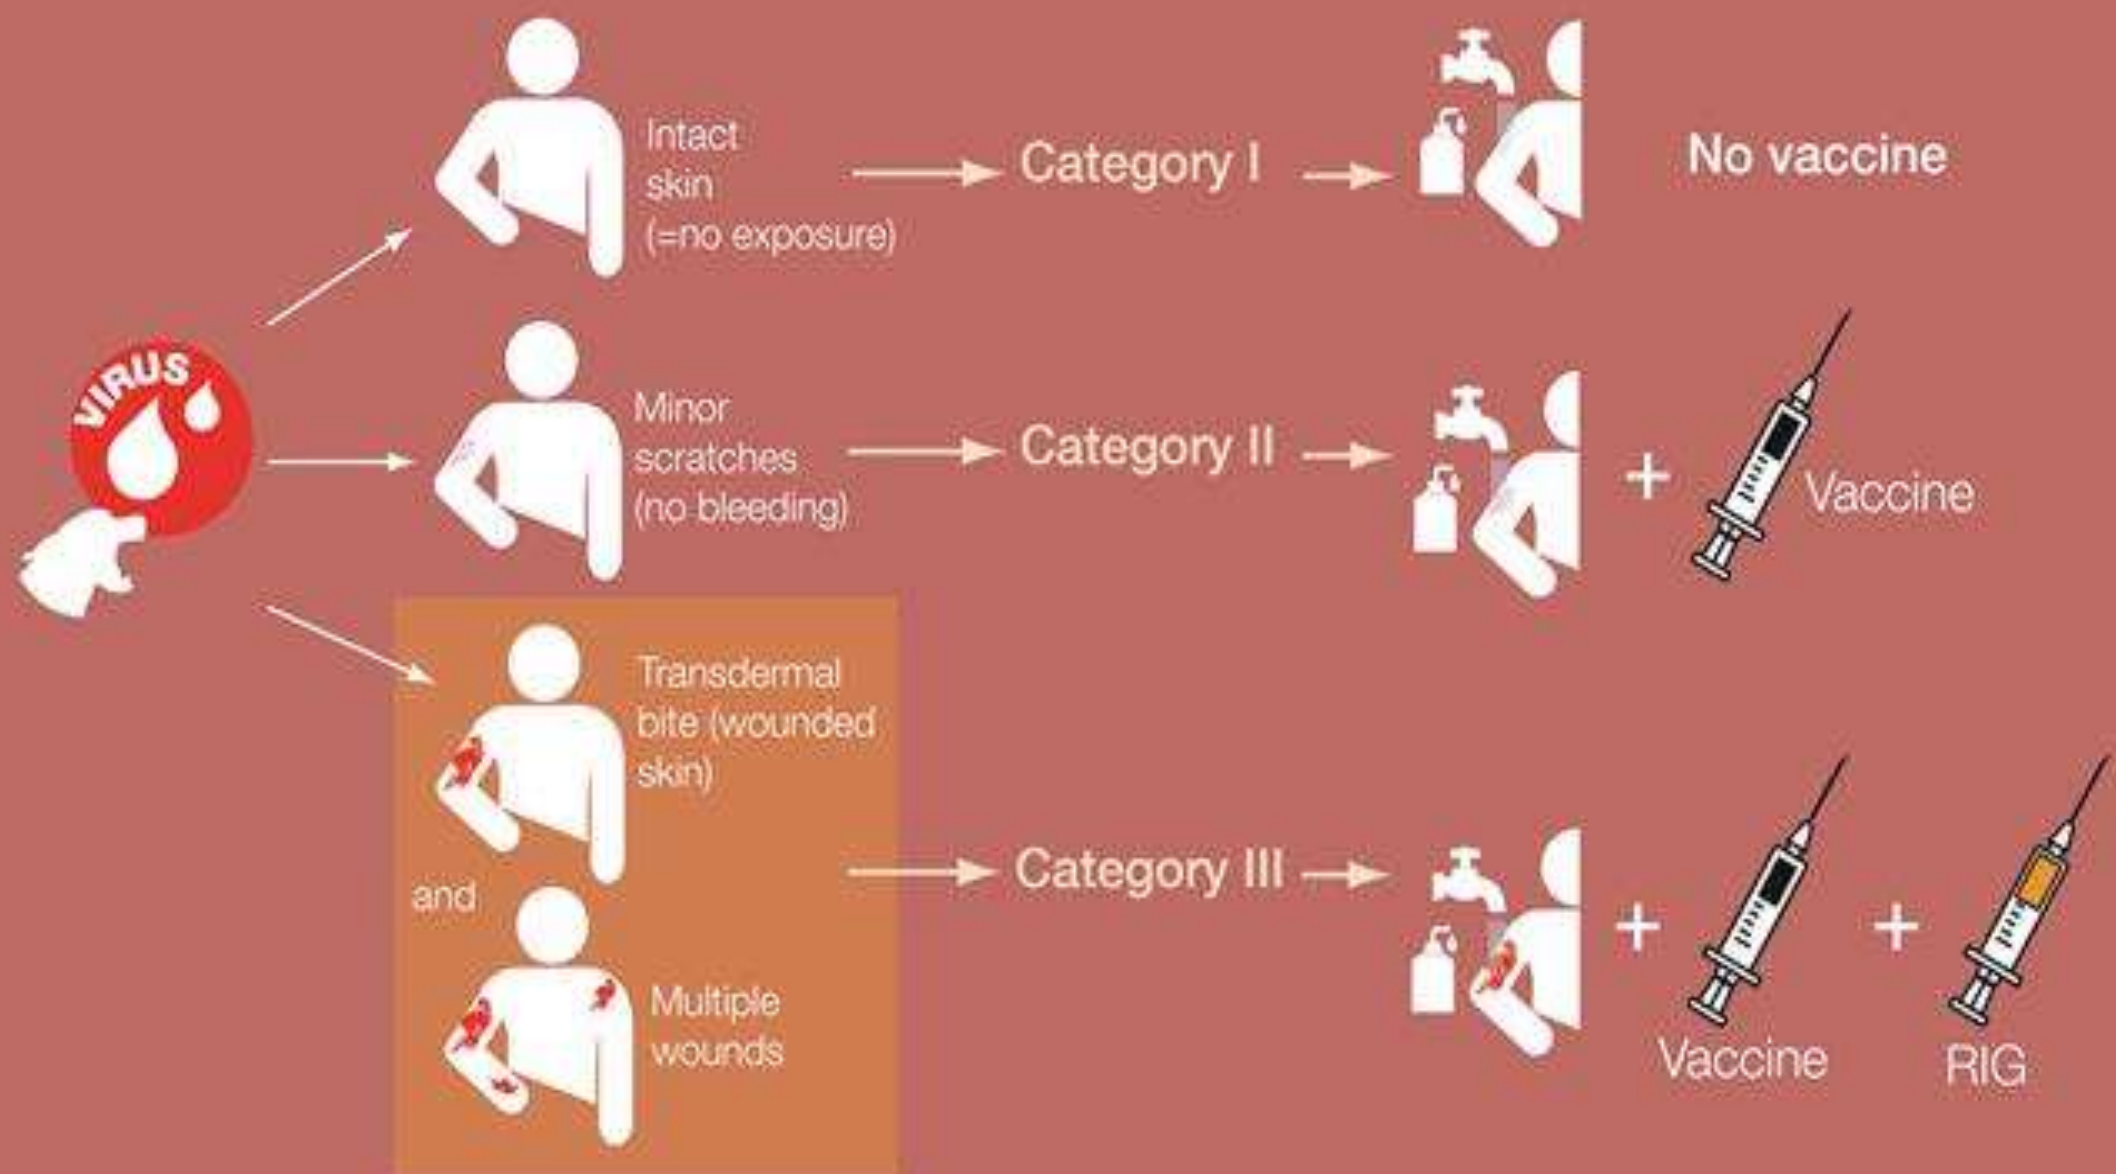 VIRUS
Intact
skin
(=no exposure)
Category I
No vaccine
Minor
scratches
(no bleeding)
Category II
+
Vaccine
Transdermal
bite (wounded
skin)
and
Multiple
wounds
Category III
+
Vaccine
+
RIG